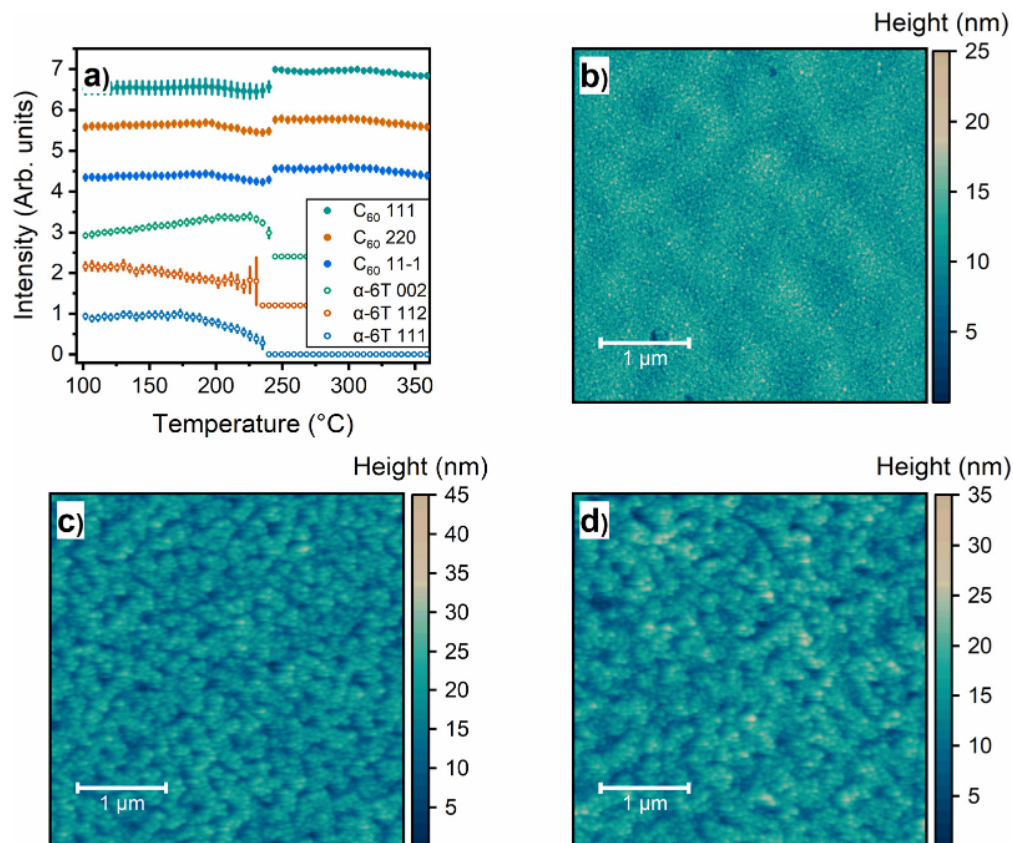 a)
7
6
5
4
3
2
1
0
Intensity (Arb. units)
100
150
200
250
300
350
Temperature (°C)
C₆₀ 111
C₆₀ 220
C₆₀ 11-1
α-6T 002
α-6T 112
α-6T 111
Height (nm)
b)
25
20
15
10
5
1 µm
Height (nm)
c)
45
40
35
30
25
20
15
10
5
1 µm
Height (nm)
d)
35
30
25
20
15
10
5
1 µm